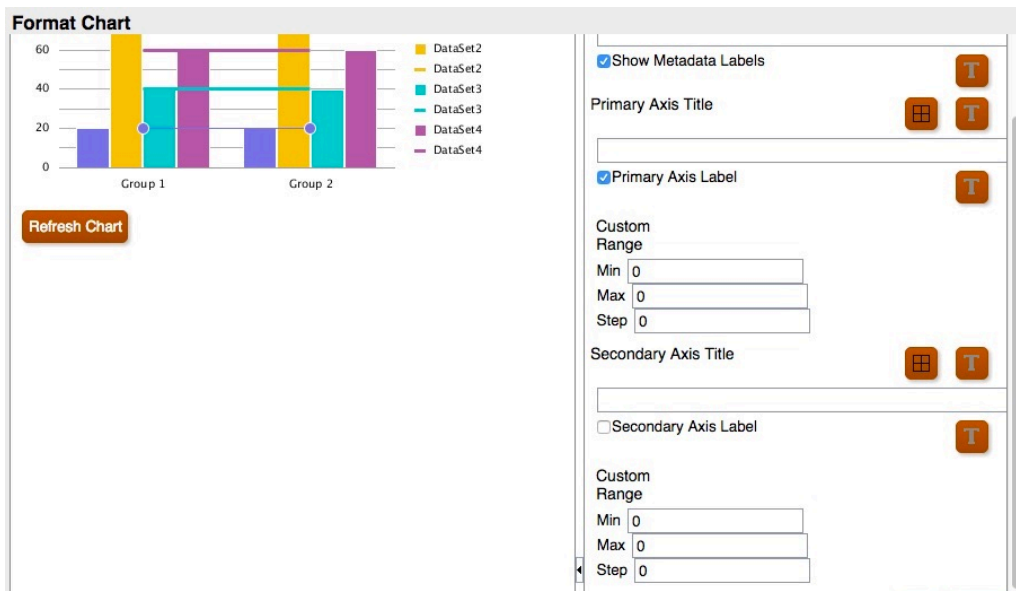 Format Chart
60
40
20
0
Group 1
Group 2
DataSet2
DataSet2
DataSet3
DataSet3
DataSet4
DataSet4
Refresh Chart
Show Metadata Labels
T
Primary Axis Title
T
Primary Axis Label
T
Custom
Range
Min 0
Max 0
Step 0
Secondary Axis Title
T
Secondary Axis Label
T
Custom
Range
Min 0
Max 0
Step 0